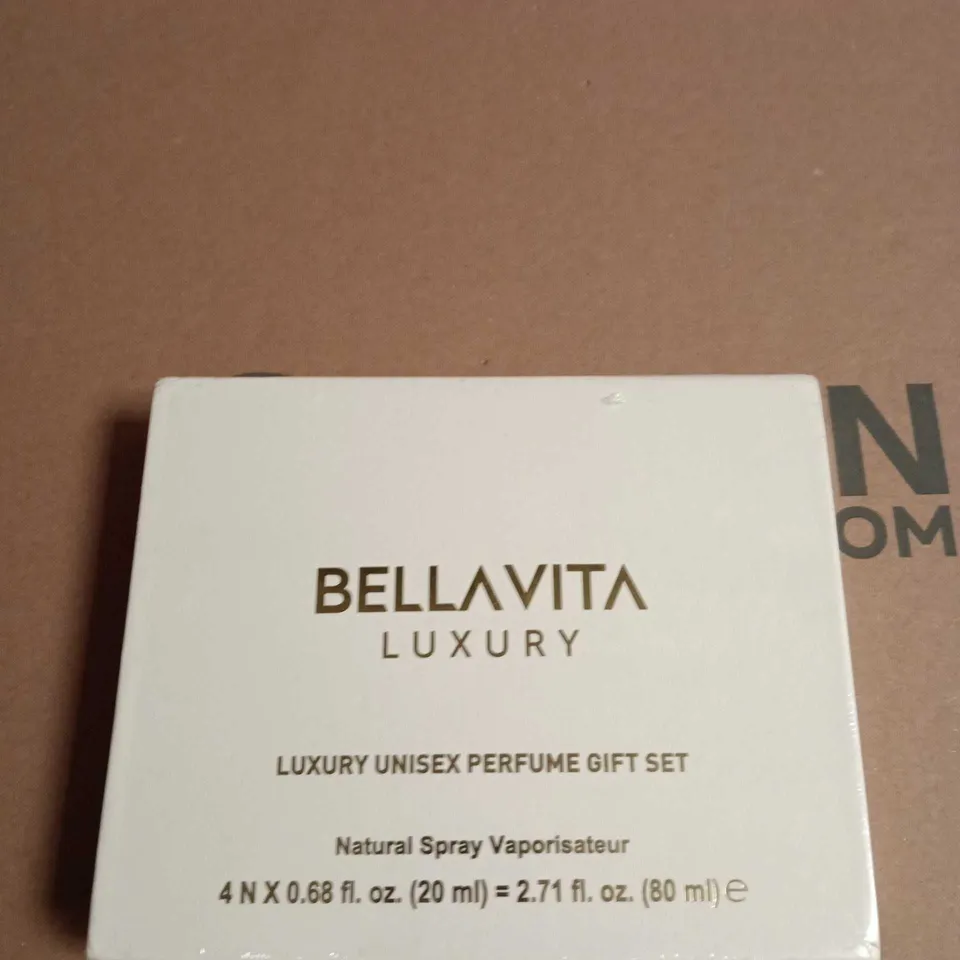 BELLAVITA
LUXURY
LUXURY UNISEX PERFUME GIFT SET
Natural Spray Vaporisateur
4 N X 0.68 fl. oz. (20 ml) = 2.71 fl. oz. (80 ml) ℮
N
OM